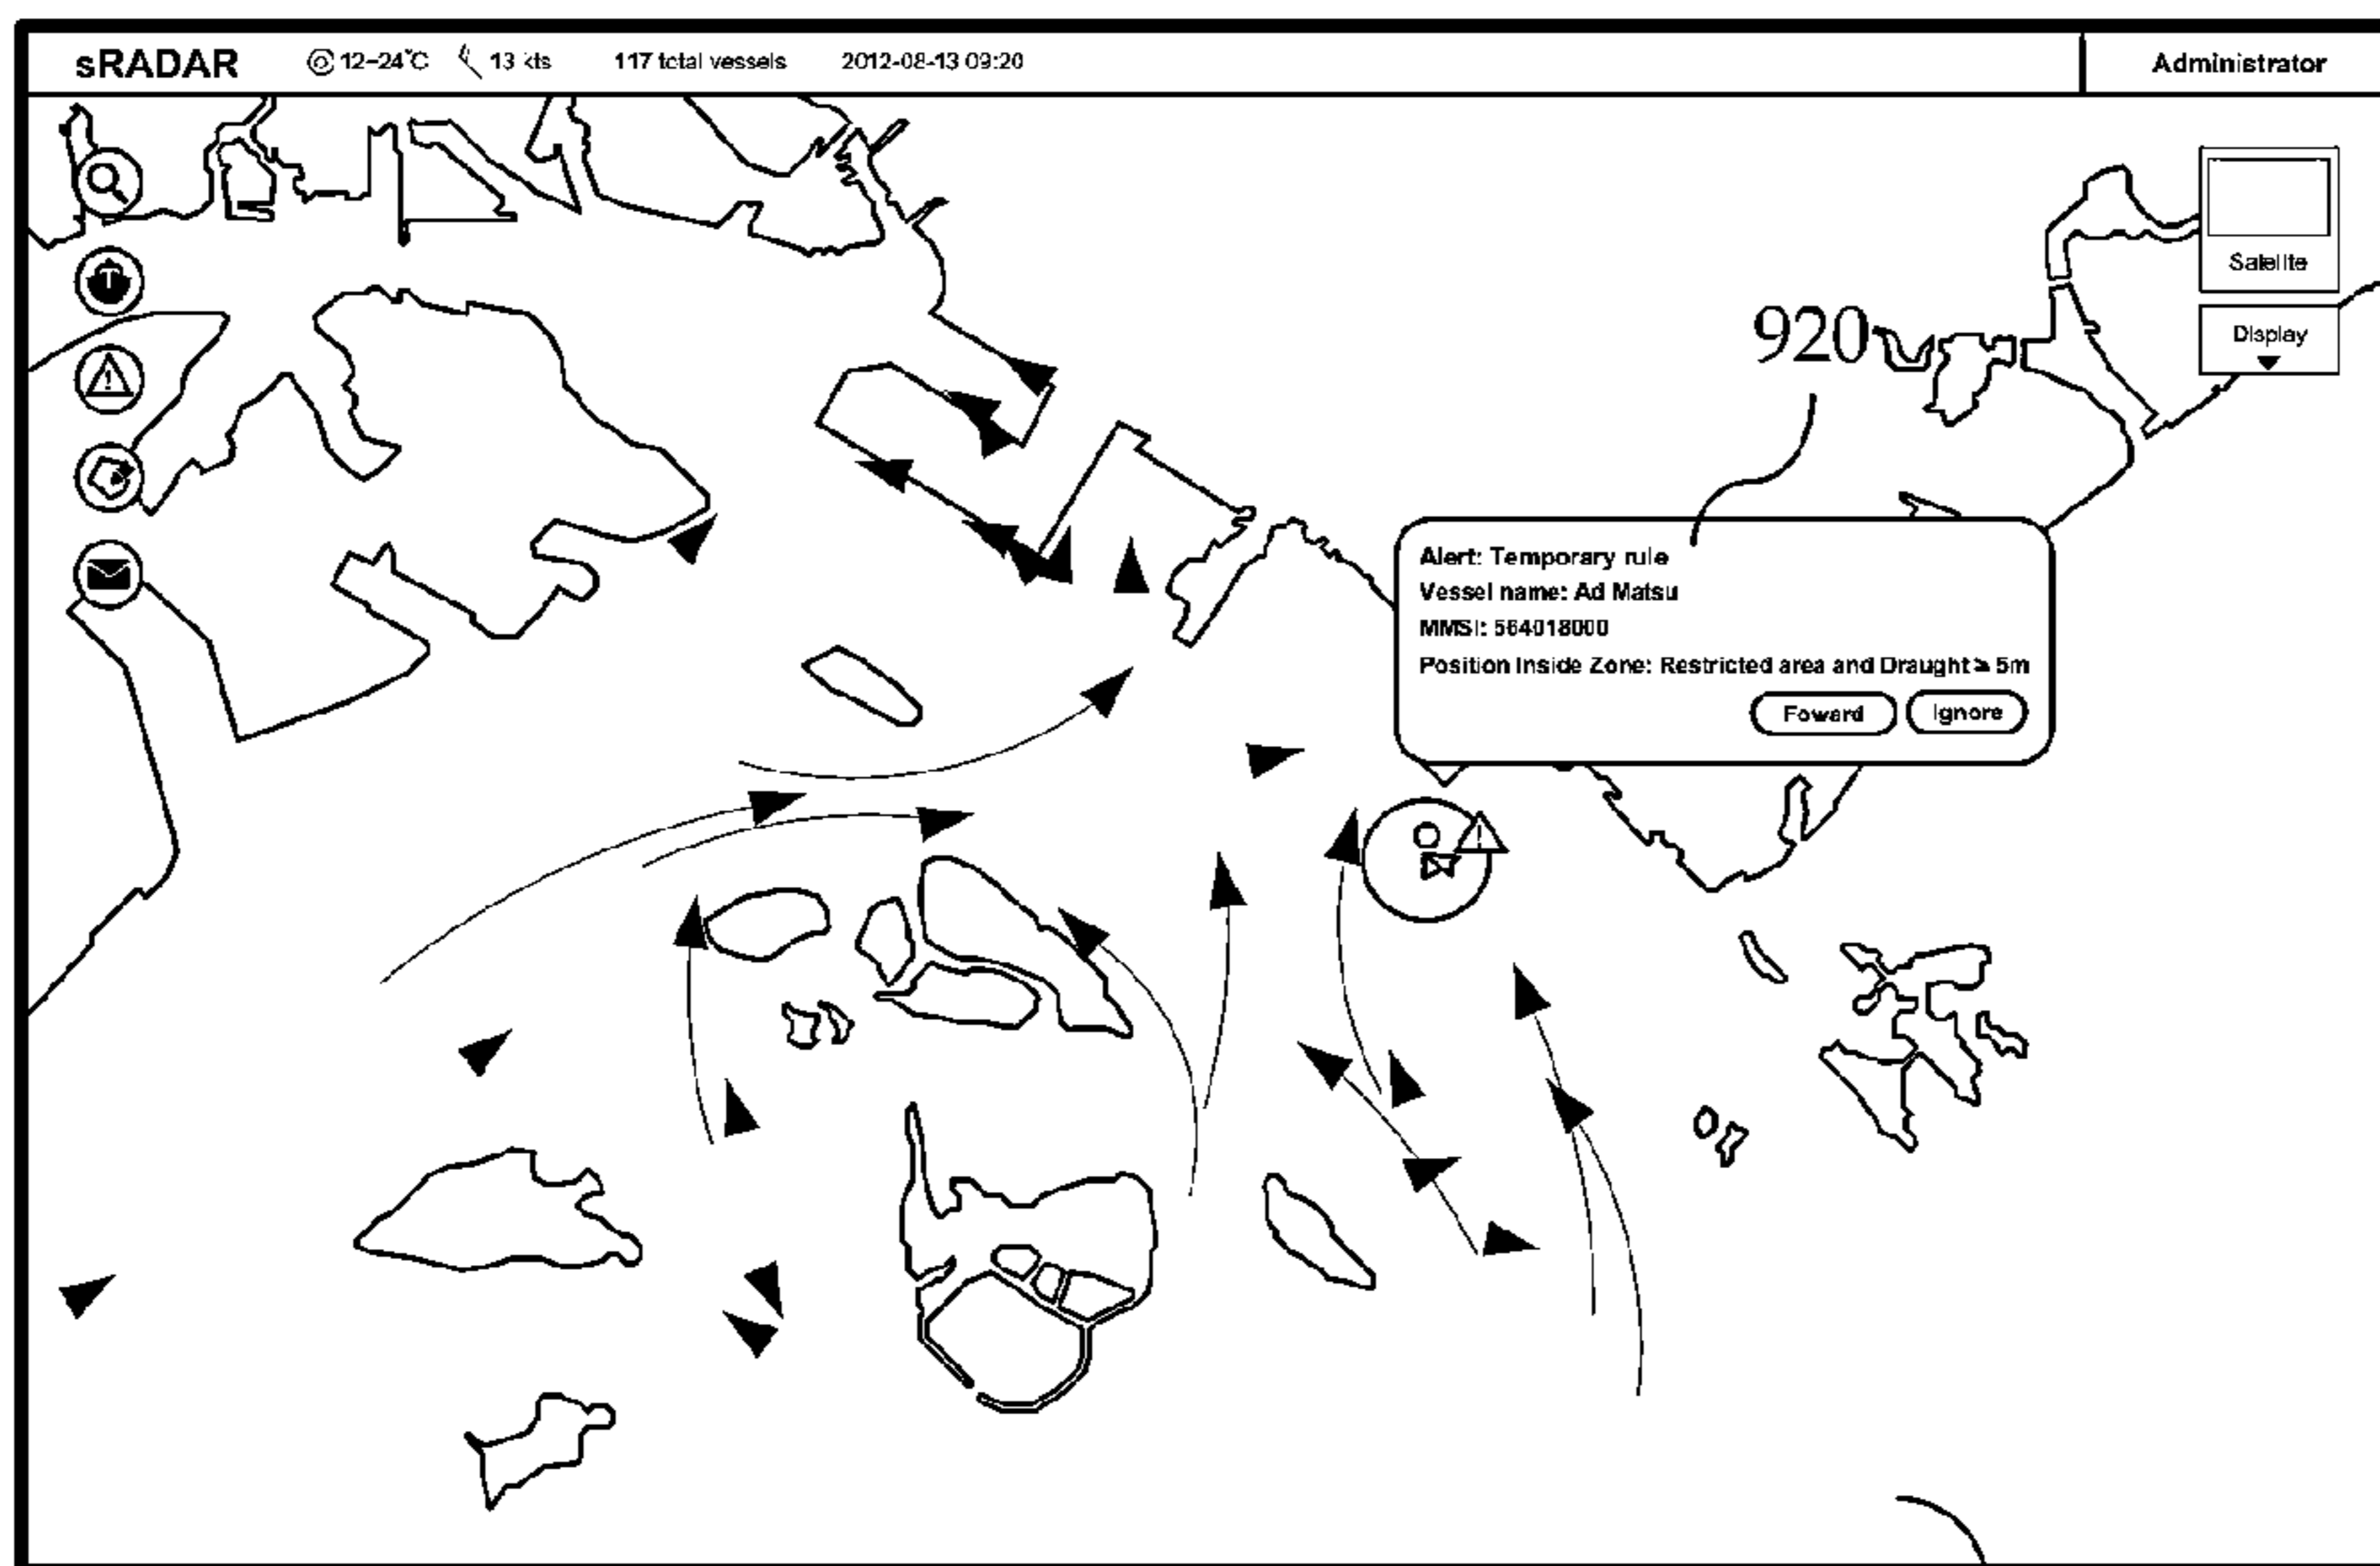 sRADAR 12-24°C 13 kts 117 total vessels 2012-08-13 09:20 Administrator
Satellite
920
Display
Alert: Temporary rule
Vessel name: Ad Matsu
MMSI: 564018000
Position Inside Zone: Restricted area and Draught ≥ 5m
Foward Ignore